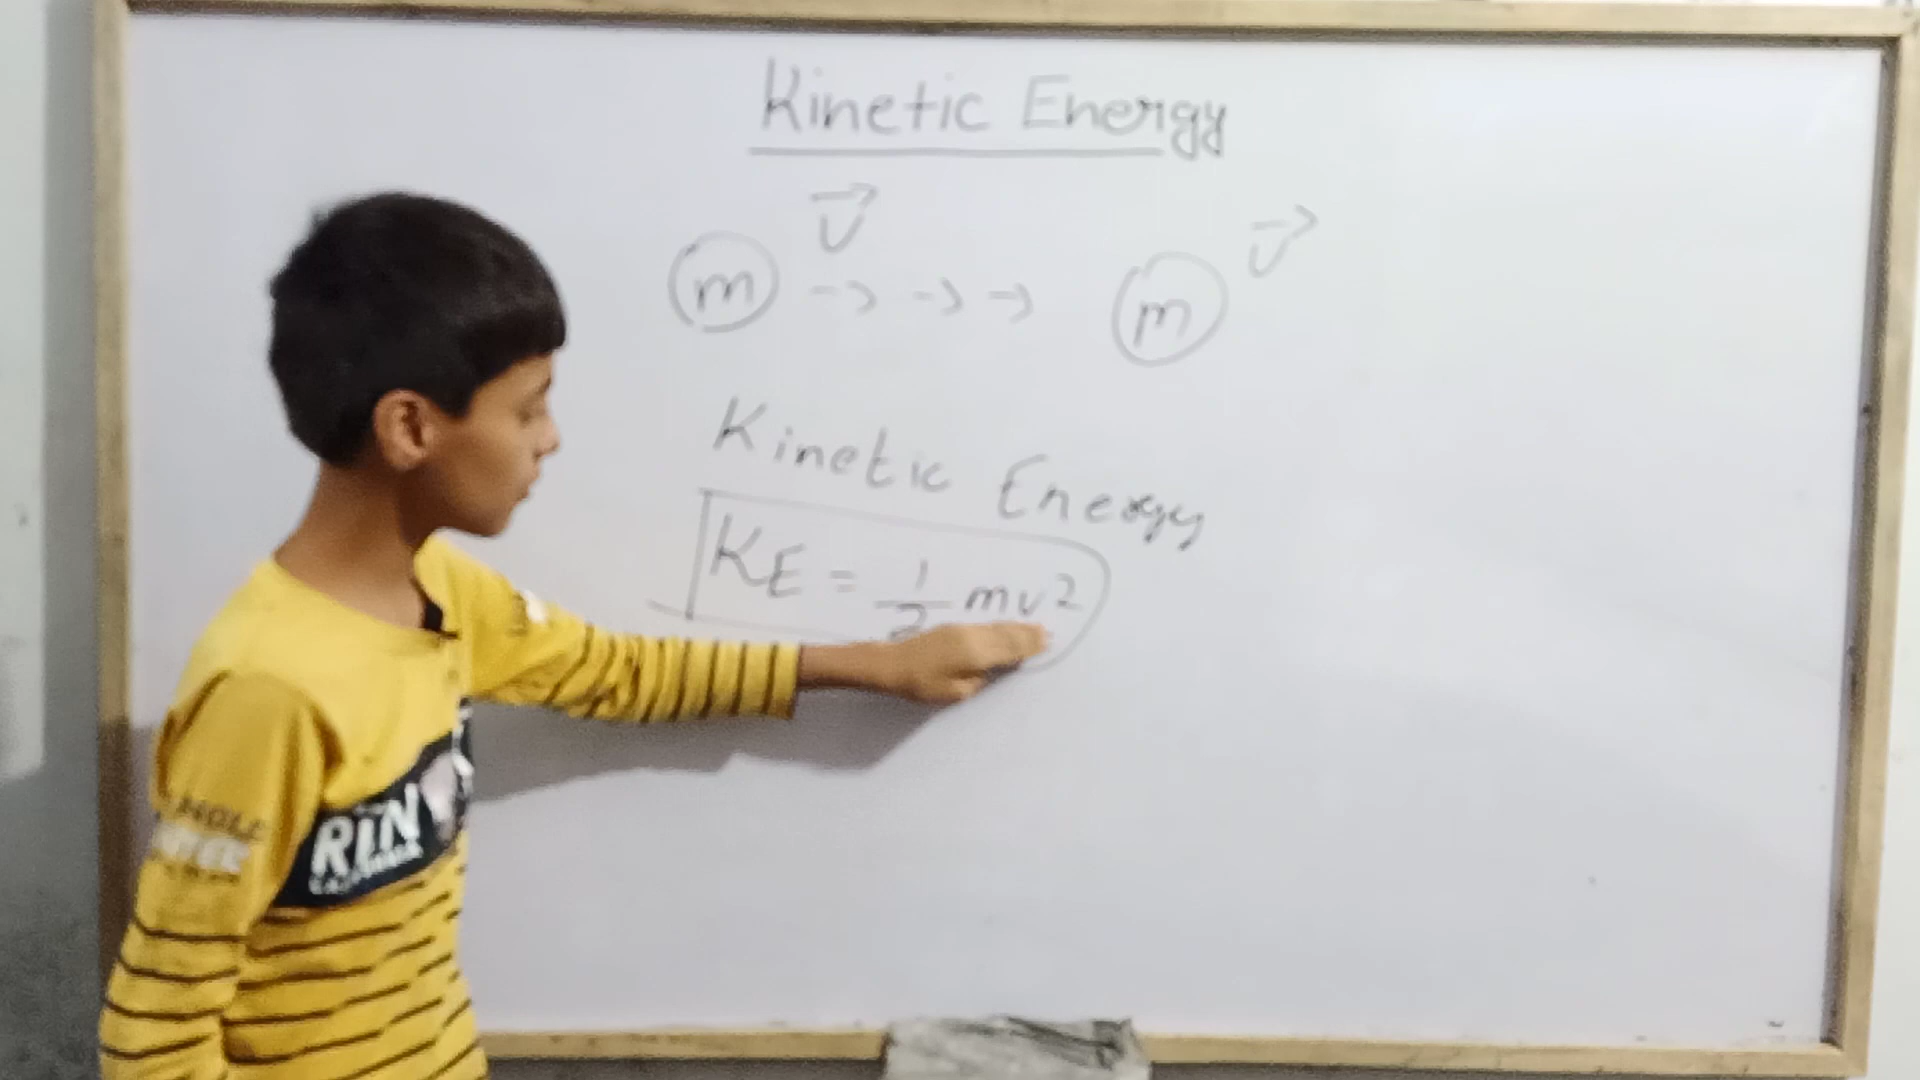 Kinetic Energy
v v
m → → → m
Kinetic Energy
KE = 1/2 mv2
RIN